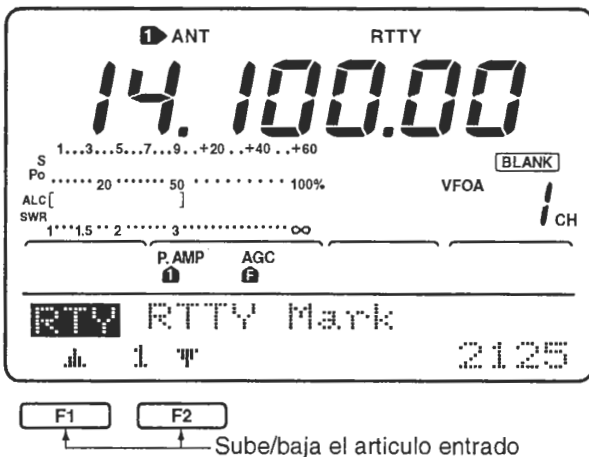 1 ANT RTTY
14.100.00
S 1...3...5...7...9..+20..+40..+60
Po ...... 20 ...... 50 .......... 100%
BLANK
ALC [ ]
VFOA 1 CH
SWR 1....1.5..2.......3.............∞
P.AMP AGC
1 F
RTY RTTY Mark
1 2125
F1 F2
Sube/baja el articulo entrado